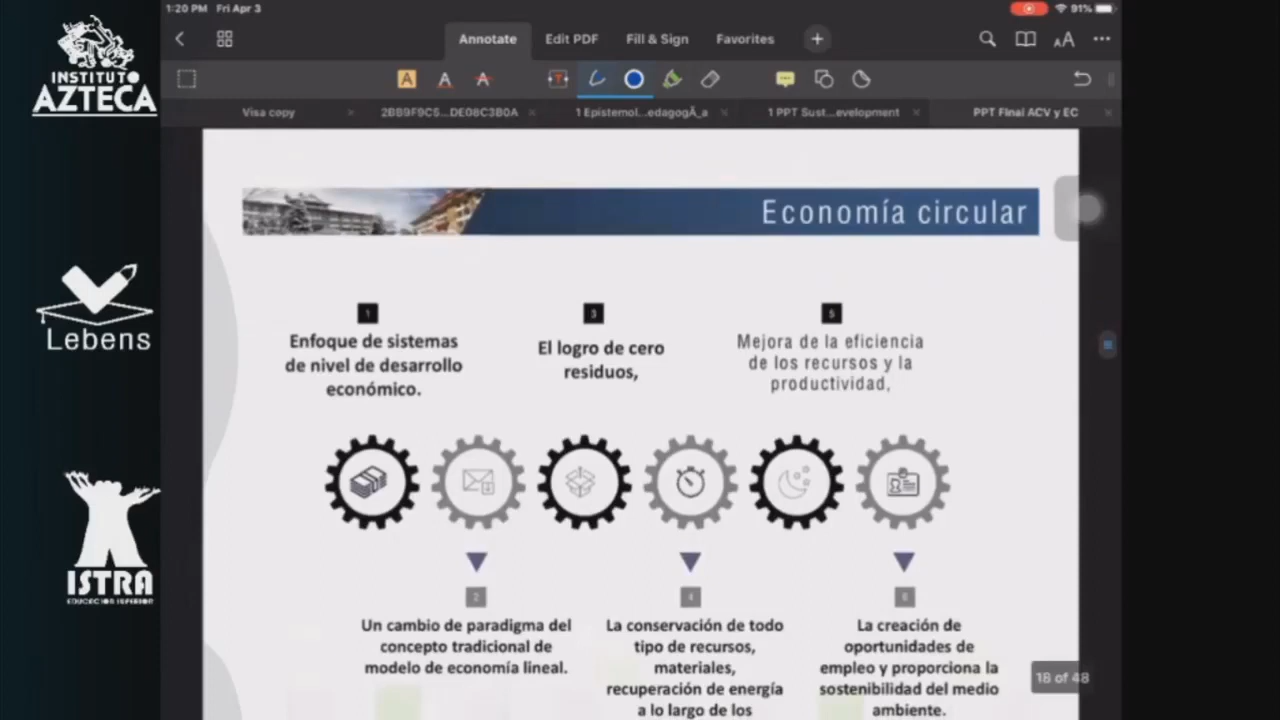 1:20 PM Fri Apr 3
91%
Annotate
Edit PDF
Fill & Sign
Favorites
Visa copy
2BB9F9C5...DE08C3B0A
1 Epistemol...edagogÃ_a
1 PPT Sust...evelopment
PPT FInal ACV y EC
INSTITUTO
AZTECA
Lebens
ISTRA
EDUCACION SUPERIOR
Economía circular
1
Enfoque de sistemas
de nivel de desarrollo
económico.
3
El logro de cero
residuos,
5
Mejora de la eficiencia
de los recursos y la
productividad,
2
Un cambio de paradigma del
concepto tradicional de
modelo de economía lineal.
4
La conservación de todo
tipo de recursos,
materiales,
recuperación de energía
a lo largo de los
6
La creación de
oportunidades de
empleo y proporciona la
sostenibilidad del medio
ambiente.
18 of 48